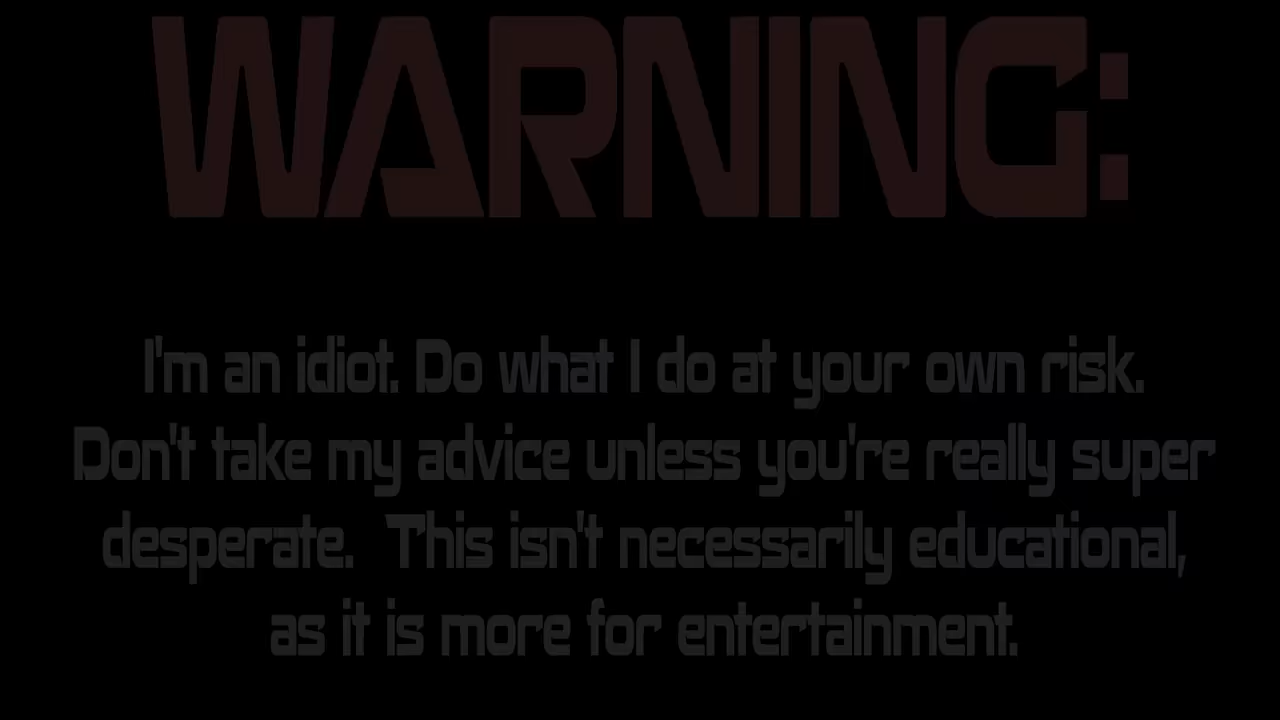 WARNING:
I'm an idiot. Do what I do at your own risk.
Don't take my advice unless you're really super
desperate.  This isn't necessarily educational,
as it is more for entertainment.